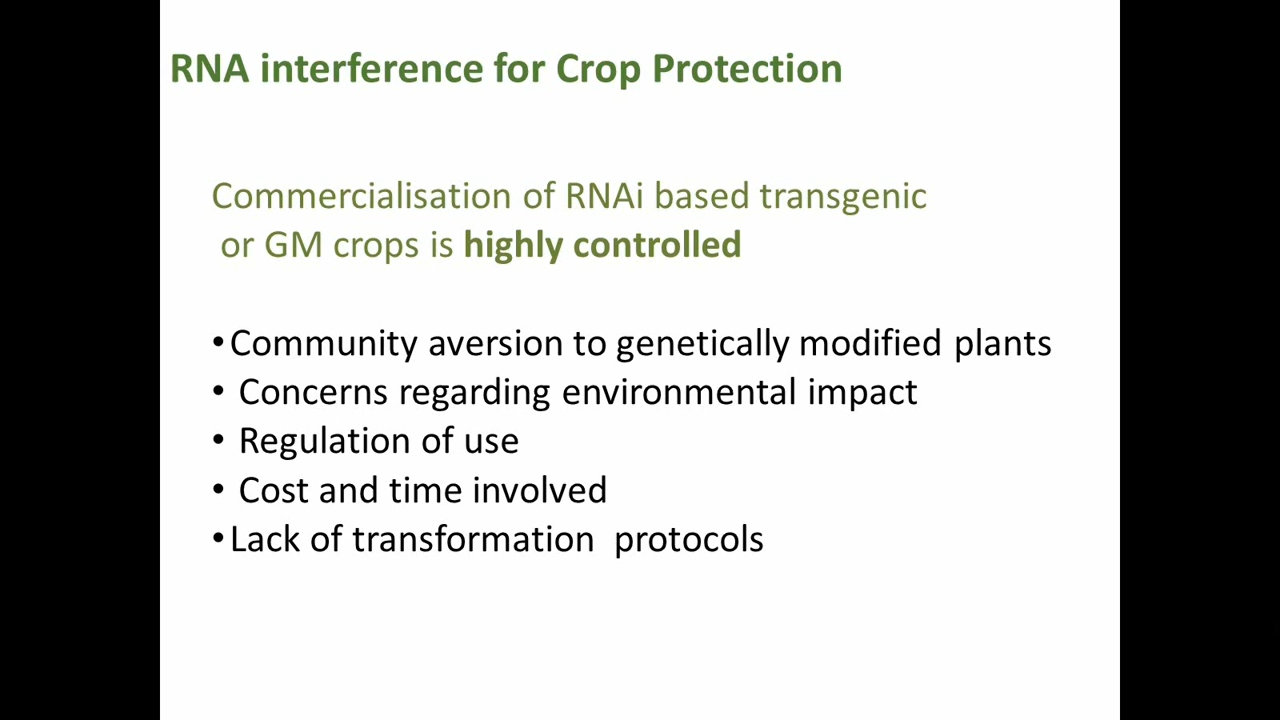 RNA interference for Crop Protection
Commercialisation of RNAi based transgenic
or GM crops is highly controlled
•Community aversion to genetically modified plants
• Concerns regarding environmental impact
• Regulation of use
• Cost and time involved
•Lack of transformation  protocols